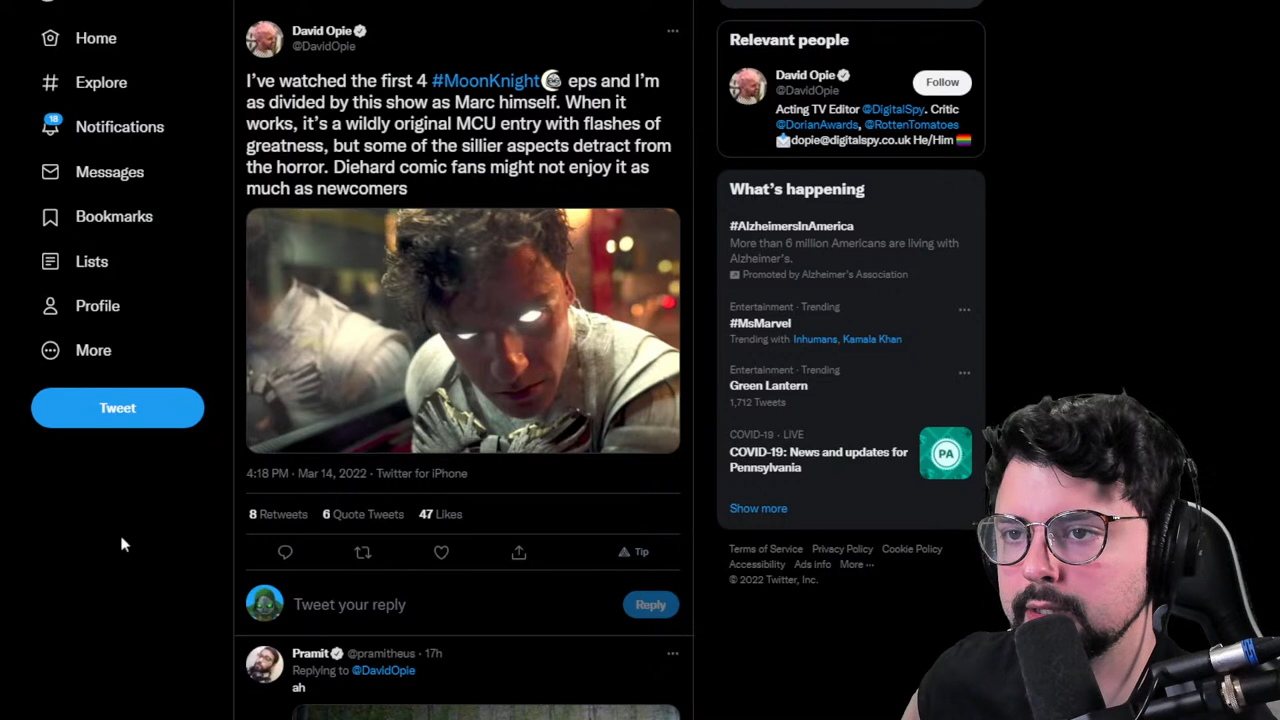 Home
Explore
18
Notifications
Messages
Bookmarks
Lists
Profile
More
Tweet
David Opie
@DavidOpie
I've watched the first 4 #MoonKnight eps and I'm
as divided by this show as Marc himself. When it
works, it's a wildly original MCU entry with flashes of
greatness, but some of the sillier aspects detract from
the horror. Diehard comic fans might not enjoy it as
much as newcomers
4:18 PM · Mar 14, 2022 · Twitter for iPhone
8 Retweets 6 Quote Tweets 47 Likes
Tip
Tweet your reply
Reply
Pramit @pramitheus · 17h
Replying to @DavidOpie
ah
Relevant people
David Opie
@DavidOpie
Follow
Acting TV Editor @DigitalSpy. Critic
@DorianAwards, @RottenTomatoes
dopie@digitalspy.co.uk He/Him
What's happening
#AlzheimersInAmerica
More than 6 million Americans are living with
Alzheimer's.
Promoted by Alzheimer's Association
Entertainment · Trending
#MsMarvel
Trending with Inhumans, Kamala Khan
Entertainment · Trending
Green Lantern
1,712 Tweets
COVID-19 · LIVE
COVID-19: News and updates for
Pennsylvania
PA
Show more
Terms of Service Privacy Policy Cookie Policy
Accessibility Ads info More ···
© 2022 Twitter, Inc.